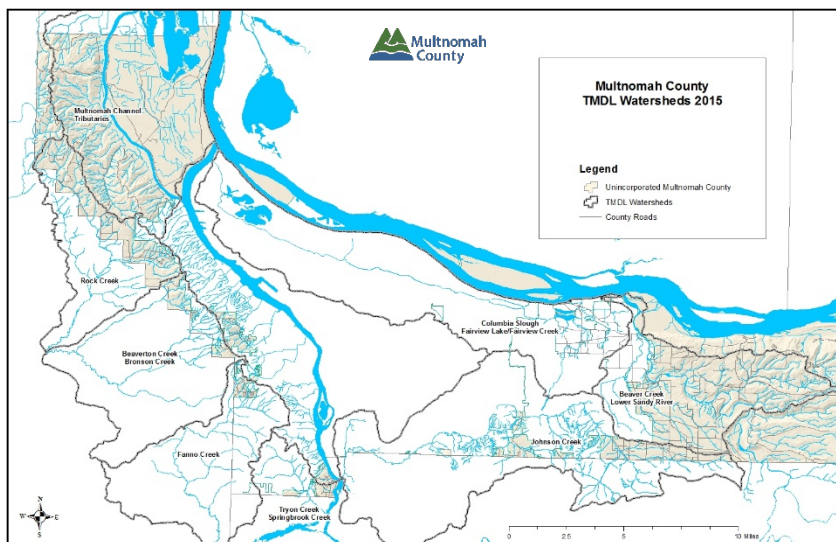 Multnomah
County
Multnomah County
TMDL Watersheds 2015
Legend
Unincorporated Multnomah County
TMDL Watersheds
County Roads
Multnomah Channel
Tributaries
Rock Creek
Beaverton Creek
Bronson Creek
Columbia Slough
Fairview Lake/Fairview Creek
Beaver Creek
Lower Sandy River
Johnson Creek
Fanno Creek
Tryon Creek
Springbrook Creek
N
W
E
S
0 2.5 5 10 Miles